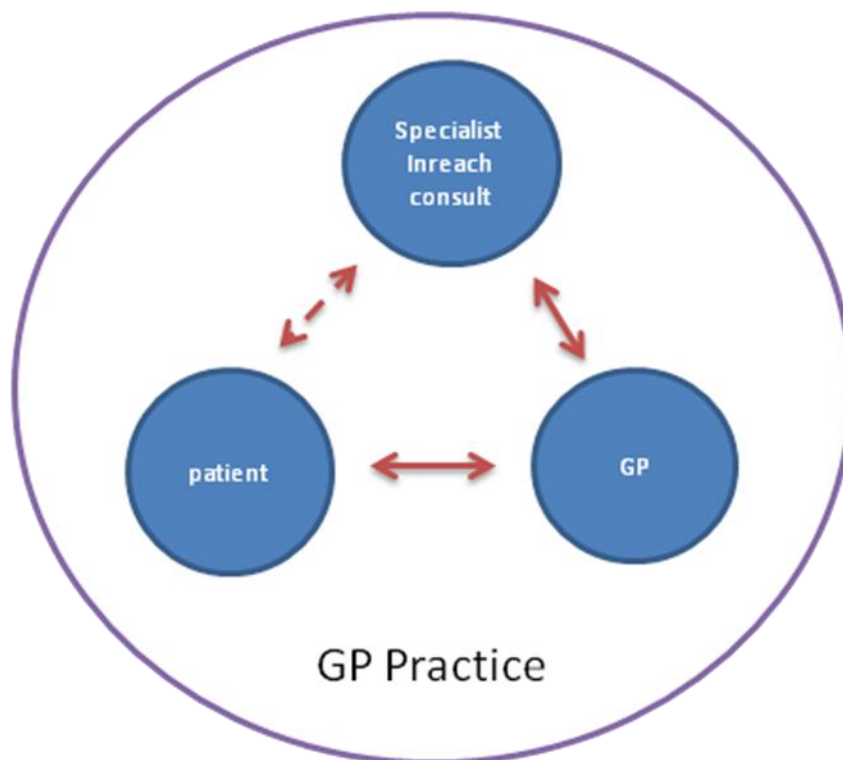 Specialist
Inreach
consult
patient
GP
GP Practice